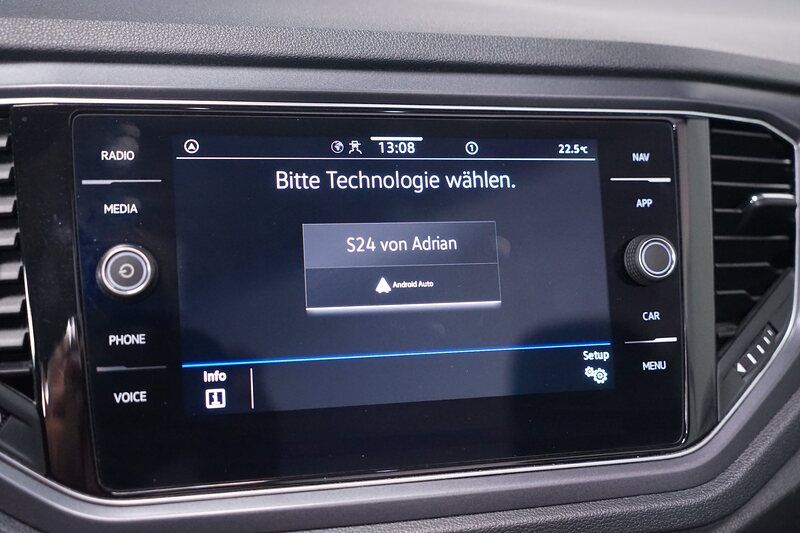 RADIO
MEDIA
PHONE
VOICE
13:08
1
22.5°C
Bitte Technologie wählen.
S24 von Adrian
Android Auto
Info
Setup
NAV
APP
CAR
MENU